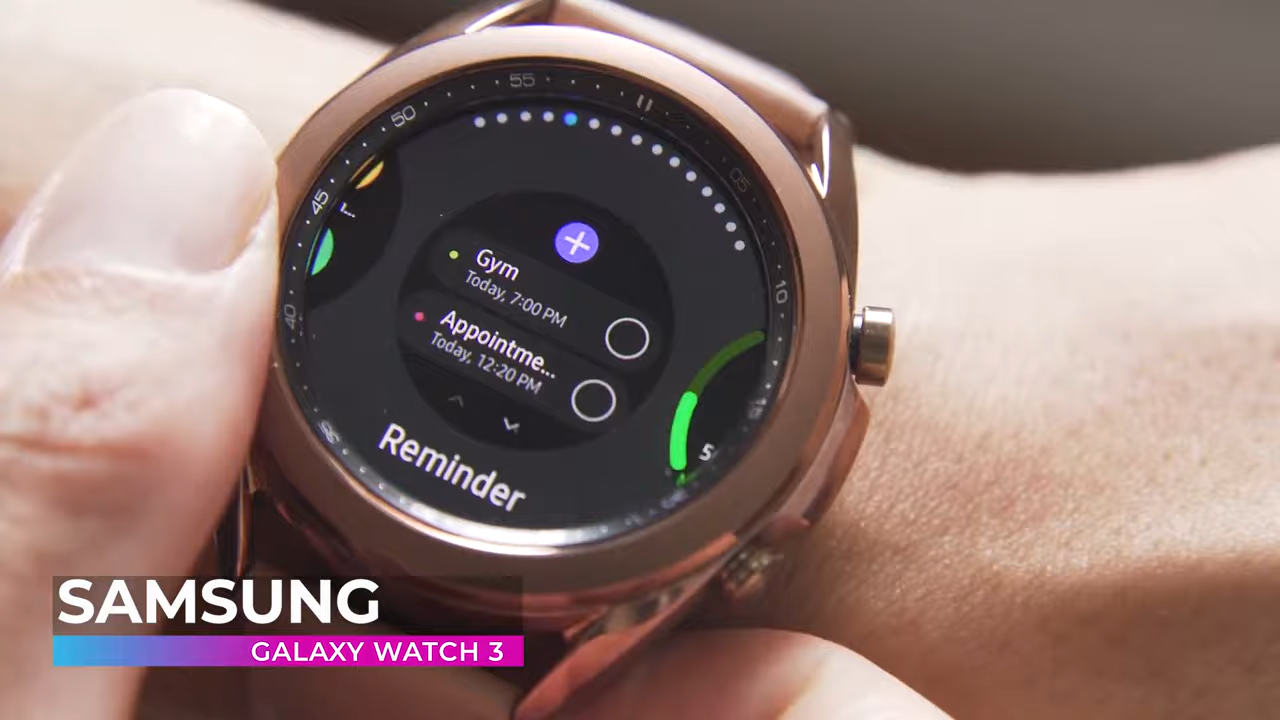 55
50
05
45
10
40
Gym
Today, 7:00 PM
Appointme...
Today, 12:20 PM
Reminder
5
SAMSUNG
GALAXY WATCH 3